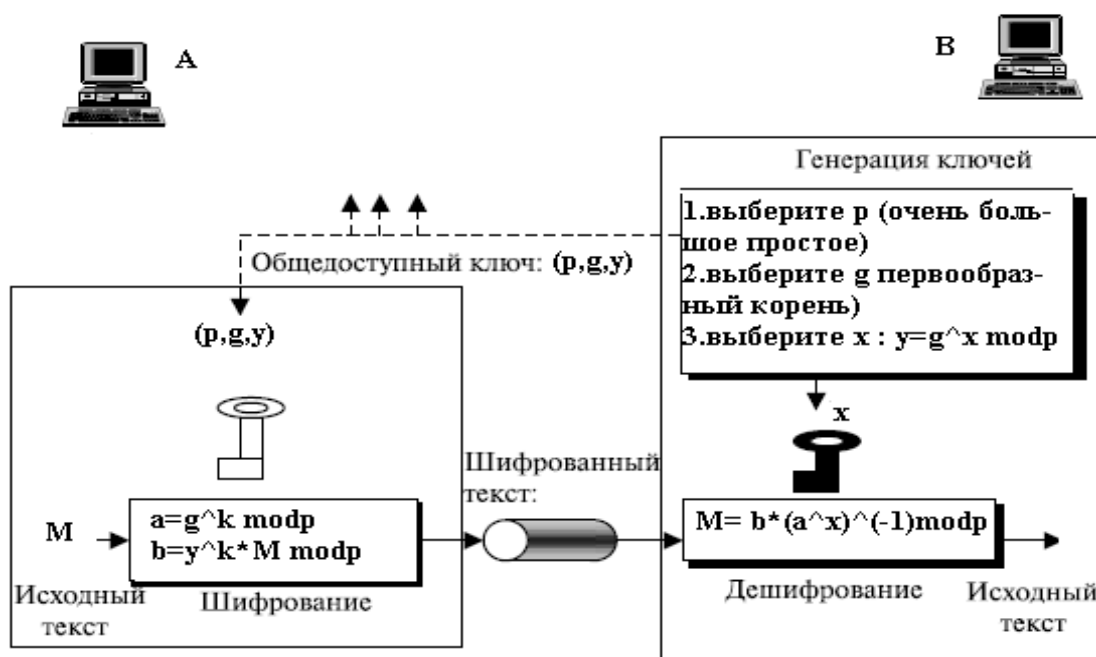 A
B
Генерация ключей
1.выберите p (очень боль-
шое простое)
2.выберите g первообраз-
ный корень)
3.выберите x : y=g^x modp
Общедоступный ключ: (p,g,y)
(p,g,y)
x
Шифрованный
текст:
M
a=g^k modp
b=y^k*M modp
M= b*(a^x)^(-1)modp
Исходный
текст
Шифрование
Дешифрование
Исходный
текст